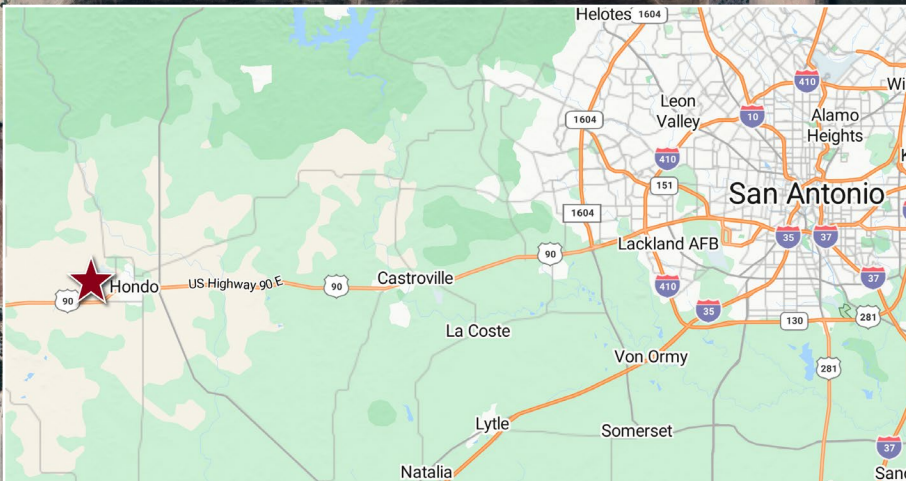 Helotes
1604
410
Wi
Leon
Valley
10
Alamo
Heights
1604
410
151
San Antonio
1604
35
37
Lackland AFB
90
Castroville
US Highway 90 E
90
410
37
Hondo
90
35
130
281
La Coste
Von Ormy
281
Lytle
Somerset
37
Natalia
San